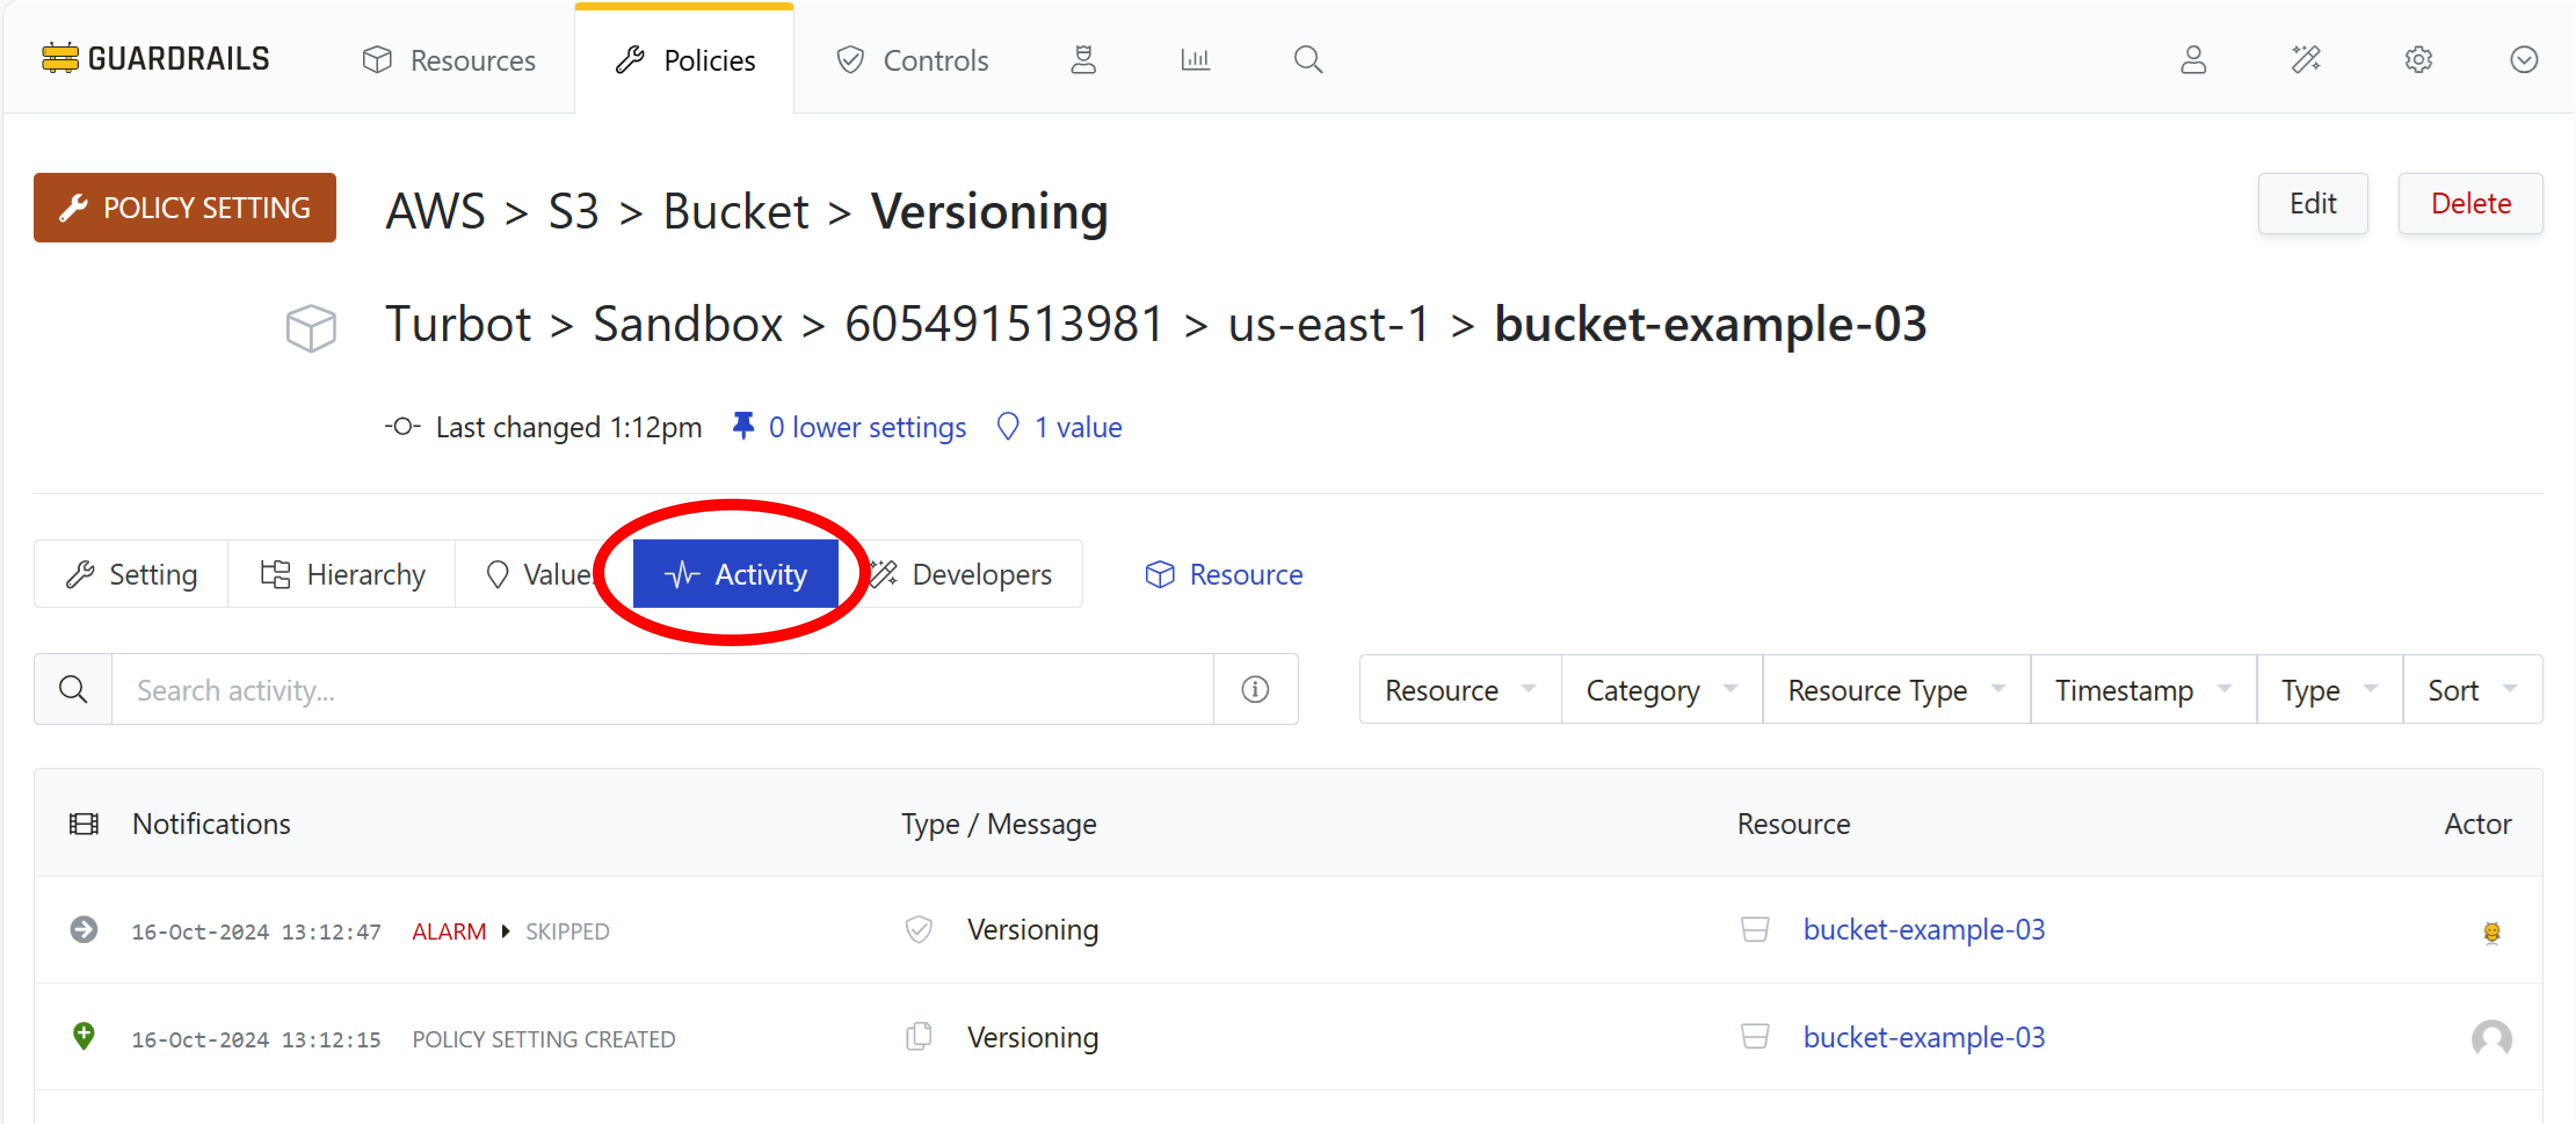 GUARDRAILS Resources Policies Controls
POLICY SETTING AWS > S3 > Bucket > Versioning Edit Delete
Turbot > Sandbox > 605491513981 > us-east-1 > bucket-example-03
Last changed 1:12pm 0 lower settings 1 value
Setting Hierarchy Values Activity Developers Resource
Search activity... Resource Category Resource Type Timestamp Type Sort
Notifications Type / Message Resource Actor
16-Oct-2024 13:12:47 ALARM SKIPPED Versioning bucket-example-03
16-Oct-2024 13:12:15 POLICY SETTING CREATED Versioning bucket-example-03